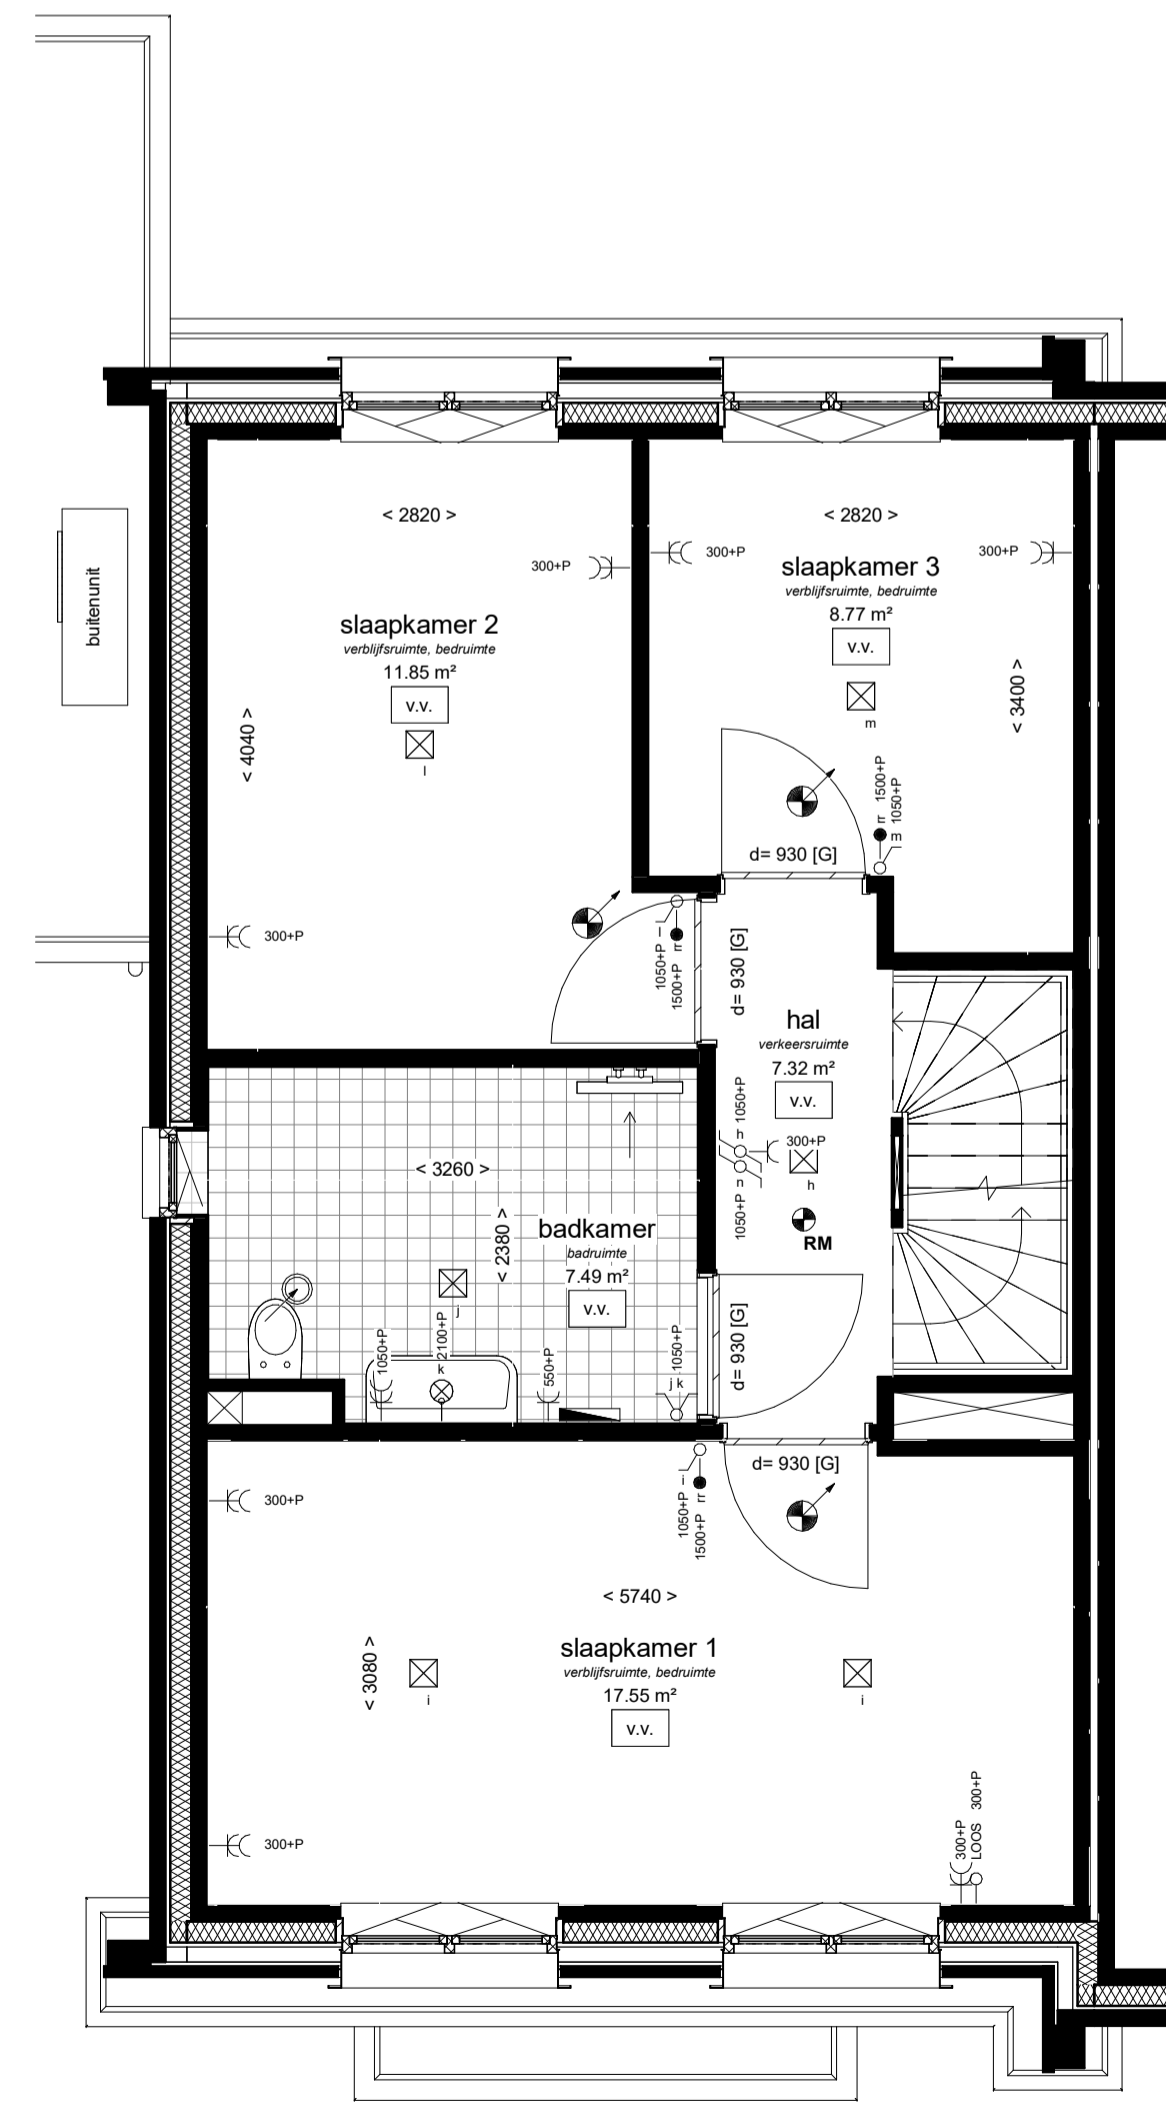 < 2820 >
< 2820 >
300+P
300+P
300+P
slaapkamer 3
verblijfsruimte, bedruimte
8.77 m²
v.v.
m
< 3400 >
buitenunit
slaapkamer 2
verblijfsruimte, bedruimte
11.85 m²
v.v.
l
< 4040 >
rr 1500+P
m 1050+P
d= 930 [G]
300+P
1050+P l
1500+P rr
d= 930 [G]
hal
verkeersruimte
7.32 m²
v.v.
h 1050+P
300+P
h
1050+P n
RM
< 3260 >
< 2380 >
badkamer
badruimte
7.49 m²
v.v.
j
1050+P
k 2100+P
550+P
j k 1050+P
d= 930 [G]
d= 930 [G]
1050+P i
1500+P rr
300+P
< 5740 >
slaapkamer 1
verblijfsruimte, bedruimte
17.55 m²
v.v.
< 3080 >
i
i
300+P
300+P
LOOS 300+P